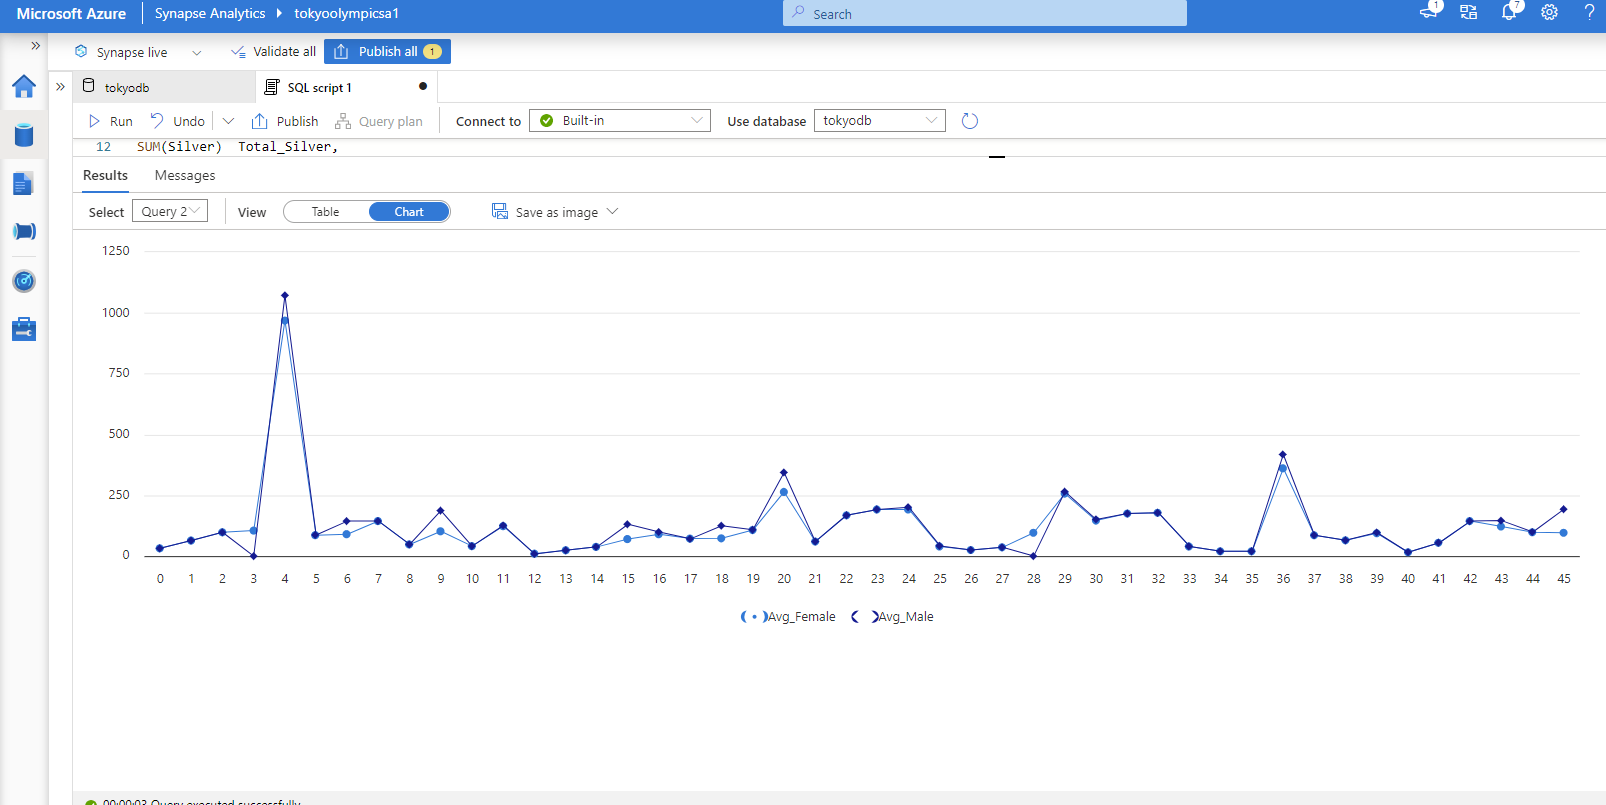 Microsoft Azure Synapse Analytics tokyoolympicsa1 Search 1 7 ?
Synapse live Validate all Publish all 1
tokyodb SQL script 1
Run Undo Publish Query plan Connect to Built-in Use database tokyodb
12 SUM(Silver) Total_Silver,
Results Messages
Select Query 2 View Table Chart Save as image
1250
1000
750
500
250
0
0 1 2 3 4 5 6 7 8 9 10 11 12 13 14 15 16 17 18 19 20 21 22 23 24 25 26 27 28 29 30 31 32 33 34 35 36 37 38 39 40 41 42 43 44 45
Avg_Female Avg_Male
00:00:03 Query executed successfully.